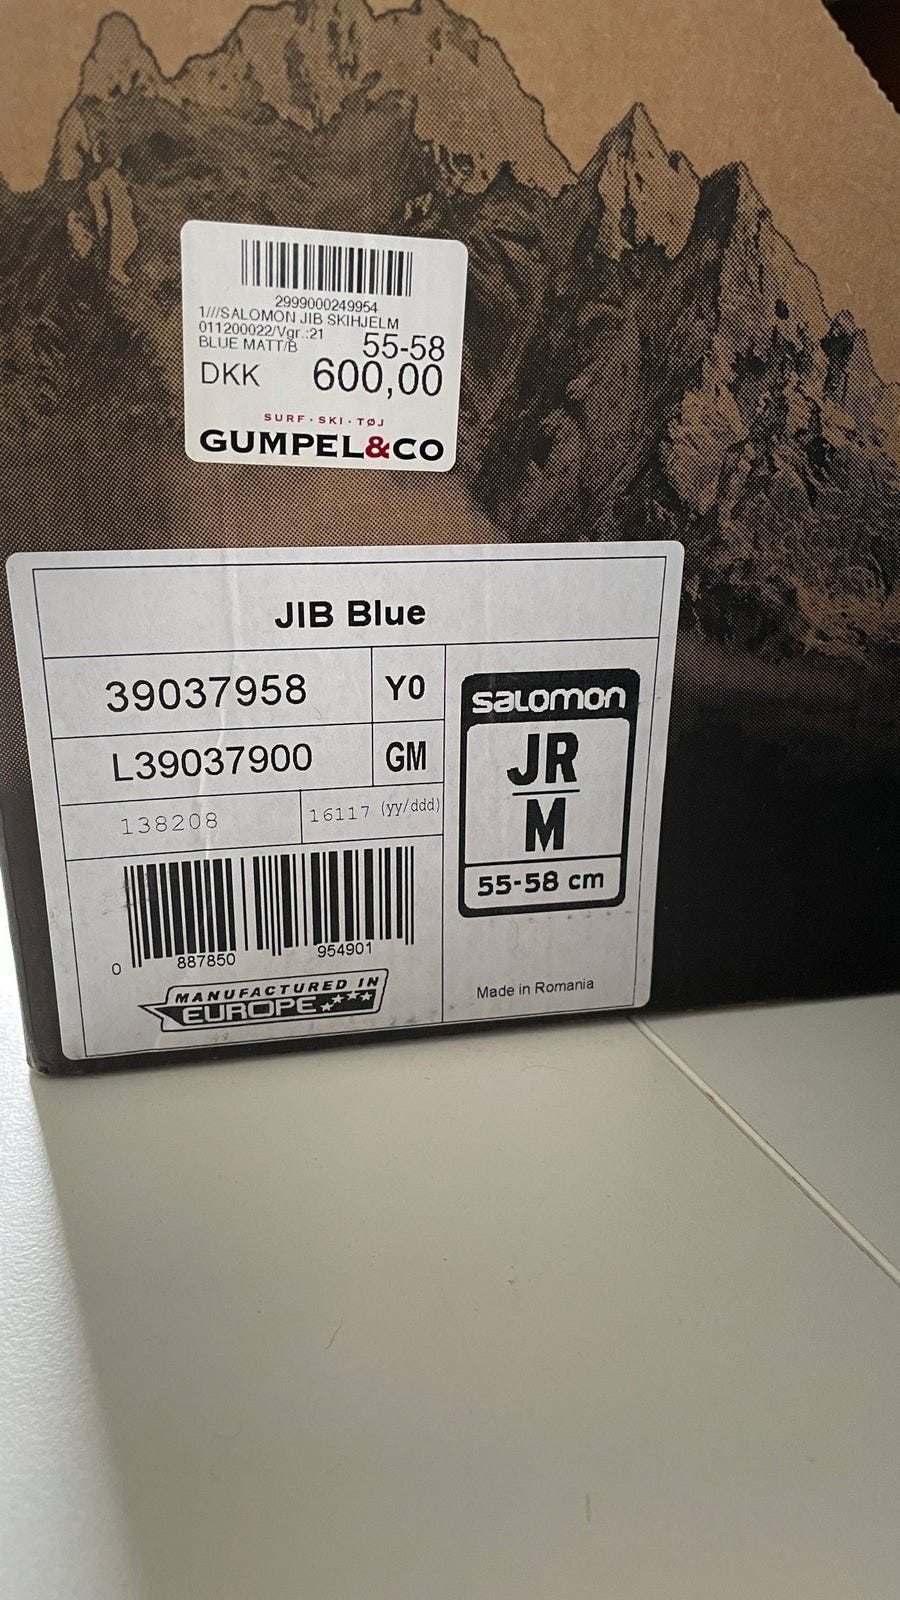 2999000249954
1///SALOMON JIB SKIHJELM
011200022/Vgr.:21
BLUE MATT/B 55-58
DKK 600,00
SURF · SKI · TØJ
GUMPEL&CO
JIB Blue
39037958 Y0
L39037900 GM
138208 16117 (yy/ddd)
0 887850 954901
MANUFACTURED IN
EUROPE
salomon
JR
M
55-58 cm
Made in Romania